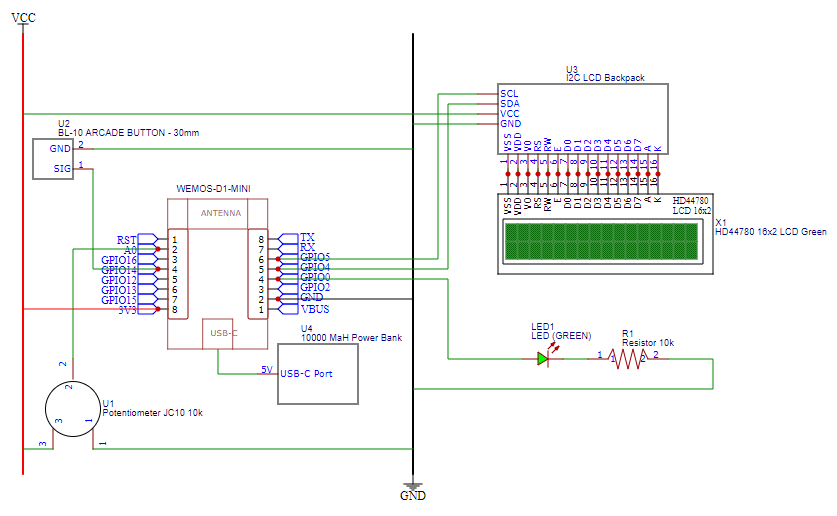 VCC
U3
I2C LCD Backpack
SCL
SDA
VCC
GND
VSS VDD V0 RS RW E D0 D1 D2 D3 D4 D5 D6 D7 A K
1 2 3 4 5 6 7 8 9 10 11 12 13 14 15 16
1 2 3 4 5 6 7 8 9 10 11 12 13 14 15 16
VSS VDD VO RS RW E D0 D1 D2 D3 D4 D5 D6 D7 A K
HD44780
LCD 16x2
X1
HD44780 16x2 LCD Green
U2
BL-10 ARCADE BUTTON - 30mm
GND 2
SIG 1
WEMOS-D1-MINI
ANTENNA
RST 1 8 TX
A0 2 7 RX
GPIO16 3 6 GPIO5
GPIO14 4 5 GPIO4
GPIO12 5 4 GPIO0
GPIO13 6 3 GPIO2
GPIO15 7 2 GND
3V3 8 1 VBUS
USB-C
U4
10000 MaH Power Bank
5V USB-C Port
LED1
LED (GREEN)
R1
Resistor 10k
1 1 2 2
2
2
U1
Potentiometer JC10 10k
3 1
3 1
GND